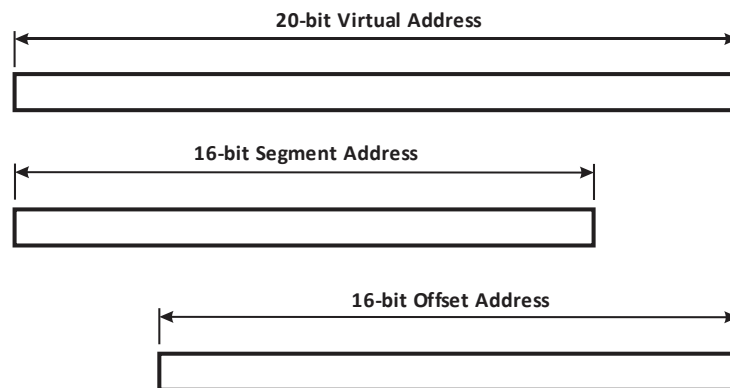 20-bit Virtual Address
16-bit Segment Address
16-bit Offset Address